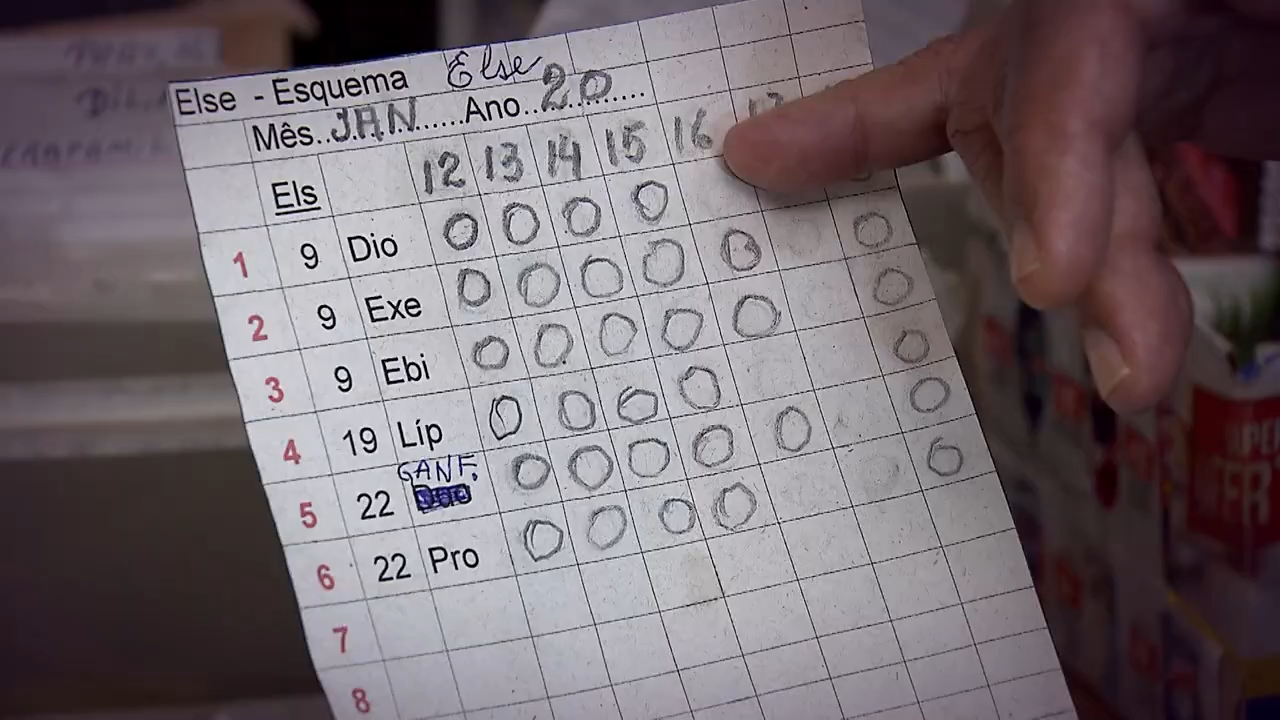 Else - Esquema Else
Mês..JAN......Ano..20..........
12 13 14 15 16
Els
1 9 Dio
2 9 Exe
3 9 Ebi
4 19 Líp
GANF.
5 22
6 22 Pro
7
8